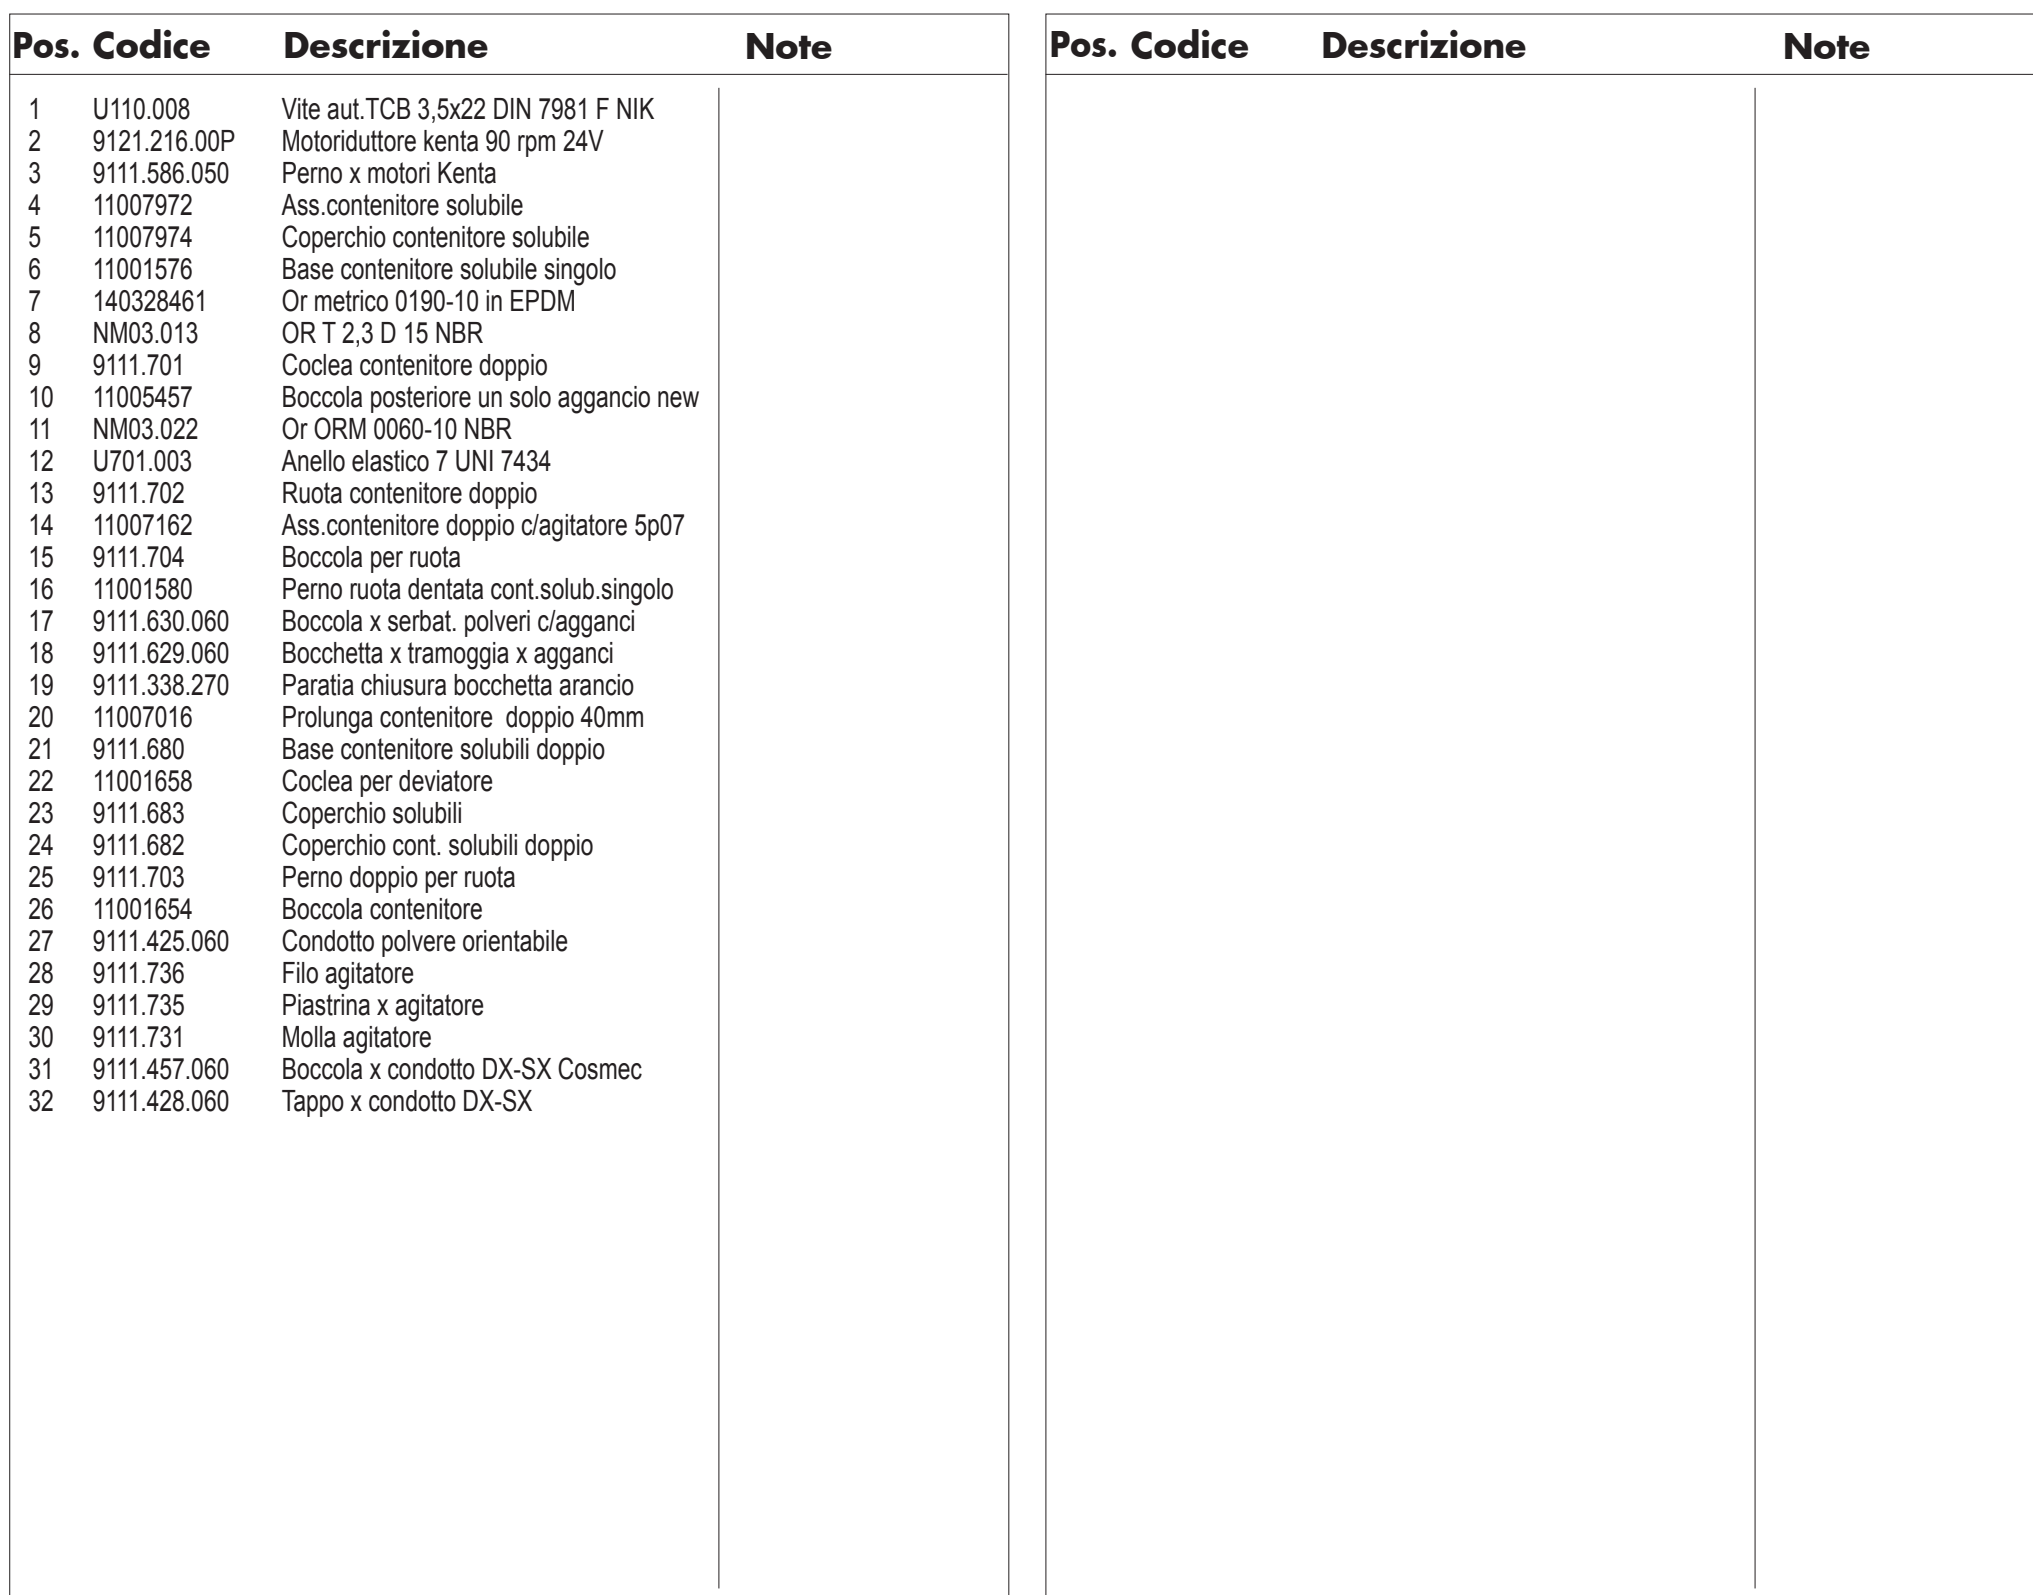 Pos. Codice Descrizione Note
1 U110.008 Vite aut.TCB 3,5x22 DIN 7981 F NIK
2 9121.216.00P Motoriduttore kenta 90 rpm 24V
3 9111.586.050 Perno x motori Kenta
4 11007972 Ass.contenitore solubile
5 11007974 Coperchio contenitore solubile
6 11001576 Base contenitore solubile singolo
7 140328461 Or metrico 0190-10 in EPDM
8 NM03.013 OR T 2,3 D 15 NBR
9 9111.701 Coclea contenitore doppio
10 11005457 Boccola posteriore un solo aggancio new
11 NM03.022 Or ORM 0060-10 NBR
12 U701.003 Anello elastico 7 UNI 7434
13 9111.702 Ruota contenitore doppio
14 11007162 Ass.contenitore doppio c/agitatore 5p07
15 9111.704 Boccola per ruota
16 11001580 Perno ruota dentata cont.solub.singolo
17 9111.630.060 Boccola x serbat. polveri c/agganci
18 9111.629.060 Bocchetta x tramoggia x agganci
19 9111.338.270 Paratia chiusura bocchetta arancio
20 11007016 Prolunga contenitore doppio 40mm
21 9111.680 Base contenitore solubili doppio
22 11001658 Coclea per deviatore
23 9111.683 Coperchio solubili
24 9111.682 Coperchio cont. solubili doppio
25 9111.703 Perno doppio per ruota
26 11001654 Boccola contenitore
27 9111.425.060 Condotto polvere orientabile
28 9111.736 Filo agitatore
29 9111.735 Piastrina x agitatore
30 9111.731 Molla agitatore
31 9111.457.060 Boccola x condotto DX-SX Cosmec
32 9111.428.060 Tappo x condotto DX-SX
Pos. Codice Descrizione Note